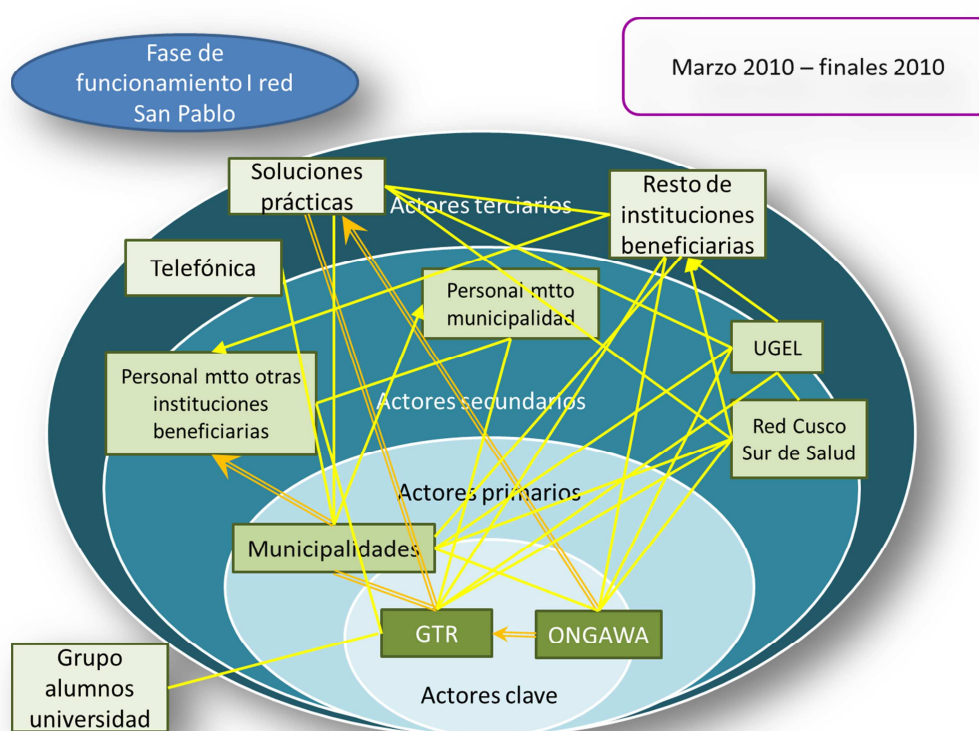 Fase de
funcionamiento I red
San Pablo
Marzo 2010 – finales 2010
Soluciones
prácticas
Actores terciarios
Resto de
instituciones
beneficiarias
Telefónica
Personal mtto
municipalidad
UGEL
Personal mtto otras
instituciones
beneficiarias
Actores secundarios
Red Cusco
Sur de Salud
Actores primarios
Municipalidades
GTR
ONGAWA
Grupo
alumnos
universidad
Actores clave